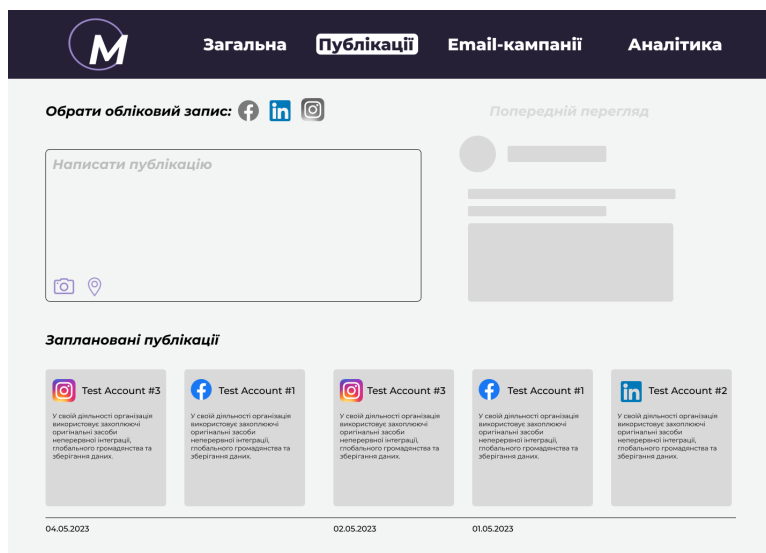 M
Загальна Публікації Email-кампанії Аналітика
Обрати обліковий запис: in
Попередній перегляд
Написати публікацію
Заплановані публікації
Test Account #3
У своїй діяльності організація
використовує захоплюючі
оригінальні засоби
неперервної інтеграції,
глобального громадянства та
зберігання даних.
Test Account #1
У своїй діяльності організація
використовує захоплюючі
оригінальні засоби
неперервної інтеграції,
глобального громадянства та
зберігання даних.
Test Account #3
У своїй діяльності організація
використовує захоплюючі
оригінальні засоби
неперервної інтеграції,
глобального громадянства та
зберігання даних.
Test Account #1
У своїй діяльності організація
використовує захоплюючі
оригінальні засоби
неперервної інтеграції,
глобального громадянства та
зберігання даних.
in Test Account #2
У своїй діяльності організація
використовує захоплюючі
оригінальні засоби
неперервної інтеграції,
глобального громадянства та
зберігання даних.
04.05.2023 02.05.2023 01.05.2023